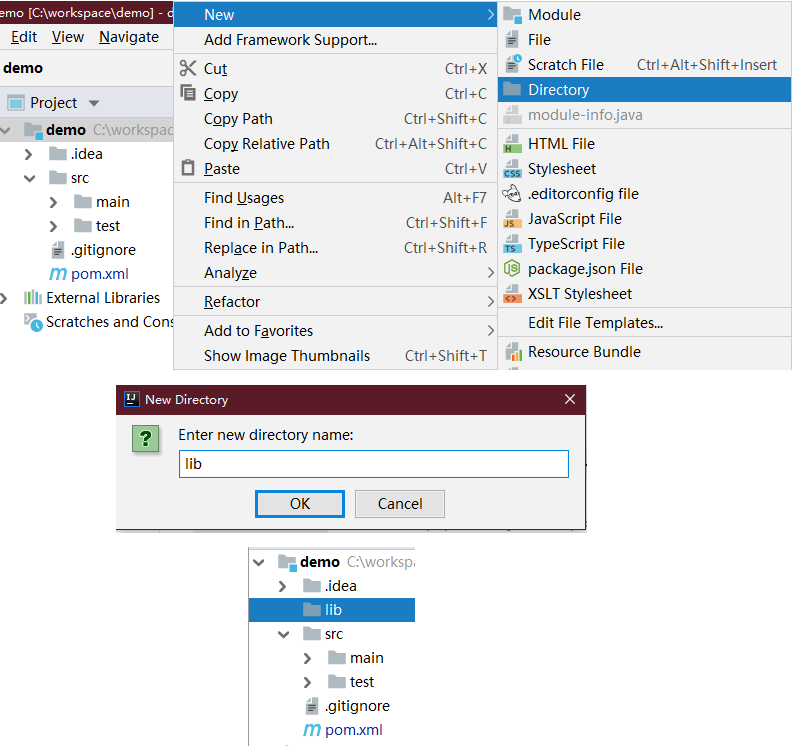 emo [C:\workspace\demo] - d
Edit View Navigate
demo
Project
demo C:\workspac
.idea
src
main
test
.gitignore
pom.xml
External Libraries
Scratches and Cons
New
Add Framework Support...
Cut Ctrl+X
Copy Ctrl+C
Copy Path Ctrl+Shift+C
Copy Relative Path Ctrl+Alt+Shift+C
Paste Ctrl+V
Find Usages Alt+F7
Find in Path... Ctrl+Shift+F
Replace in Path... Ctrl+Shift+R
Analyze
Refactor
Add to Favorites
Show Image Thumbnails Ctrl+Shift+T
Module
File
Scratch File Ctrl+Alt+Shift+Insert
Directory
module-info.java
HTML File
Stylesheet
.editorconfig file
JavaScript File
TypeScript File
package.json File
XSLT Stylesheet
Edit File Templates...
Resource Bundle
New Directory
Enter new directory name:
lib
OK Cancel
demo C:\workspa
.idea
lib
src
main
test
.gitignore
pom.xml